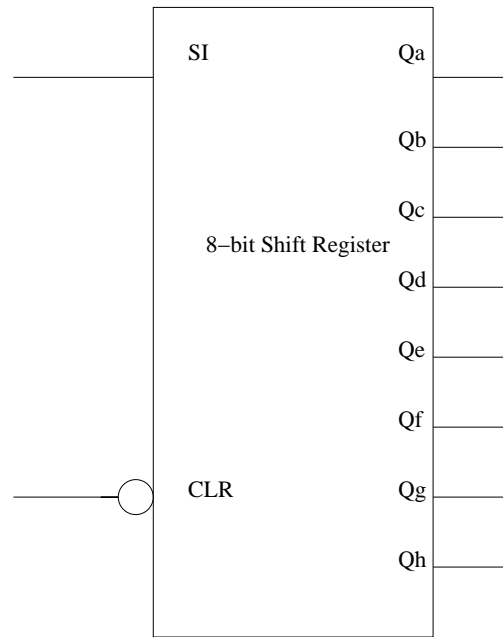 SI
Qa
Qb
Qc
8−bit Shift Register
Qd
Qe
Qf
CLR
Qg
Qh